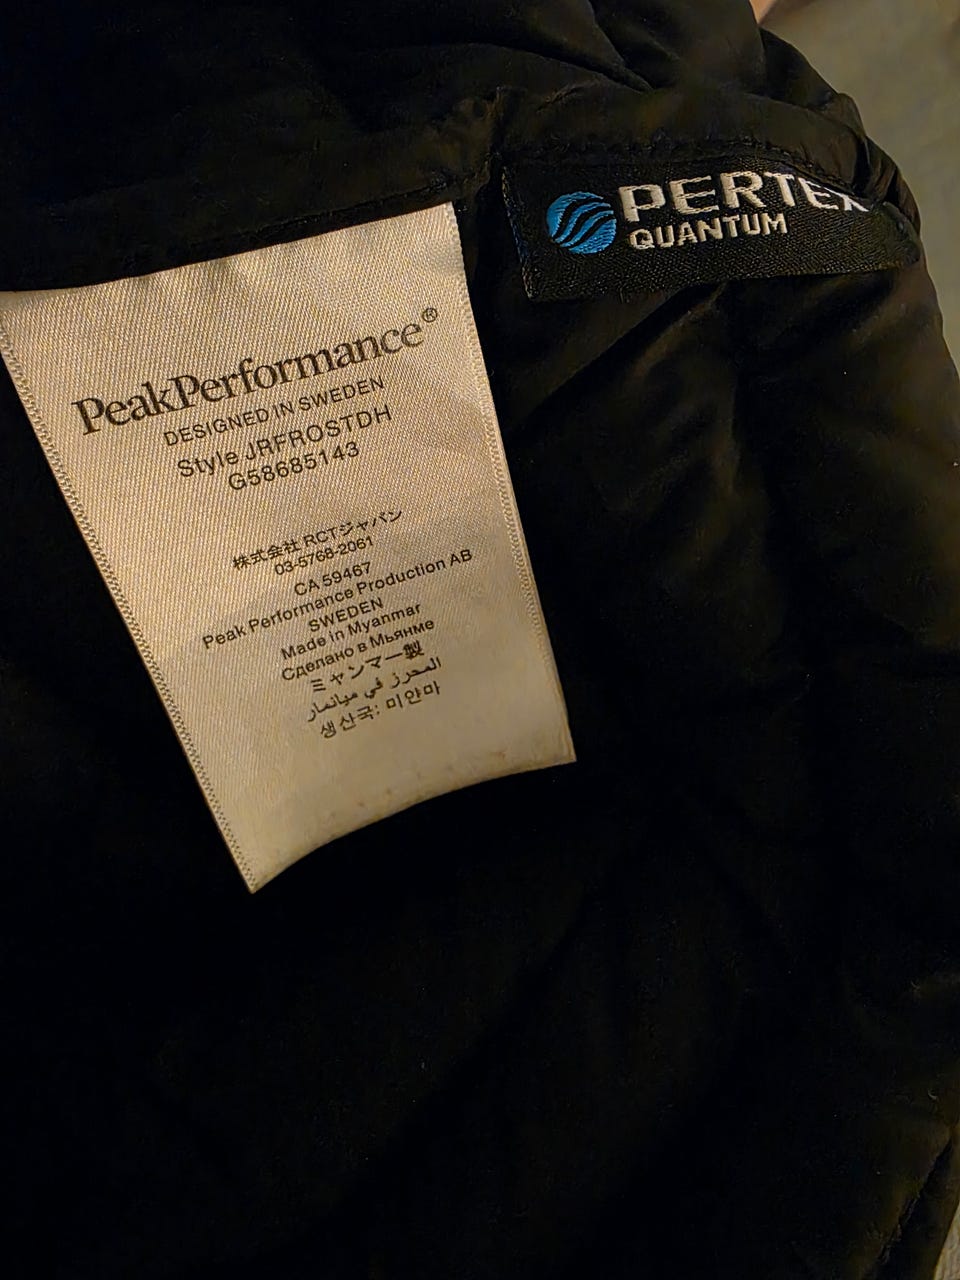 PERTEX
QUANTUM
PeakPerformance®
DESIGNED IN SWEDEN
Style JRFROSTDH
G58685143
株式会社 RCTジャパン
03-5768-2061
CA 59467
Peak Performance Production AB
SWEDEN
Made in Myanmar
Сделано в Мьянме
ミャンマー製
المحرز في ميانمار
생산국: 미얀마